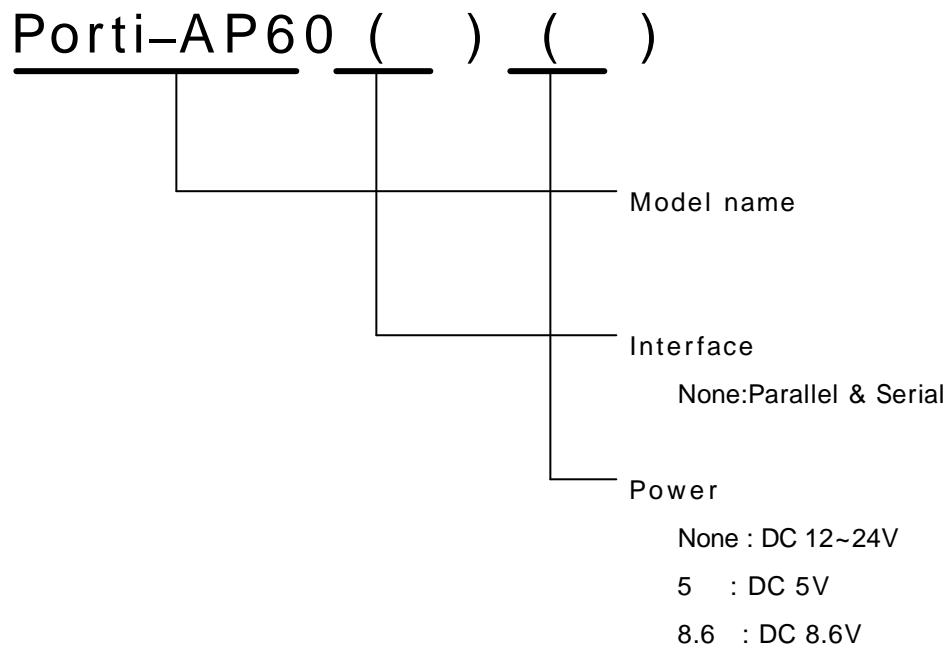 Porti–AP60 ( ) ( )
Model name
Interface
None:Parallel & Serial
Power
None : DC 12~24V
5 : DC 5V
8.6 : DC 8.6V